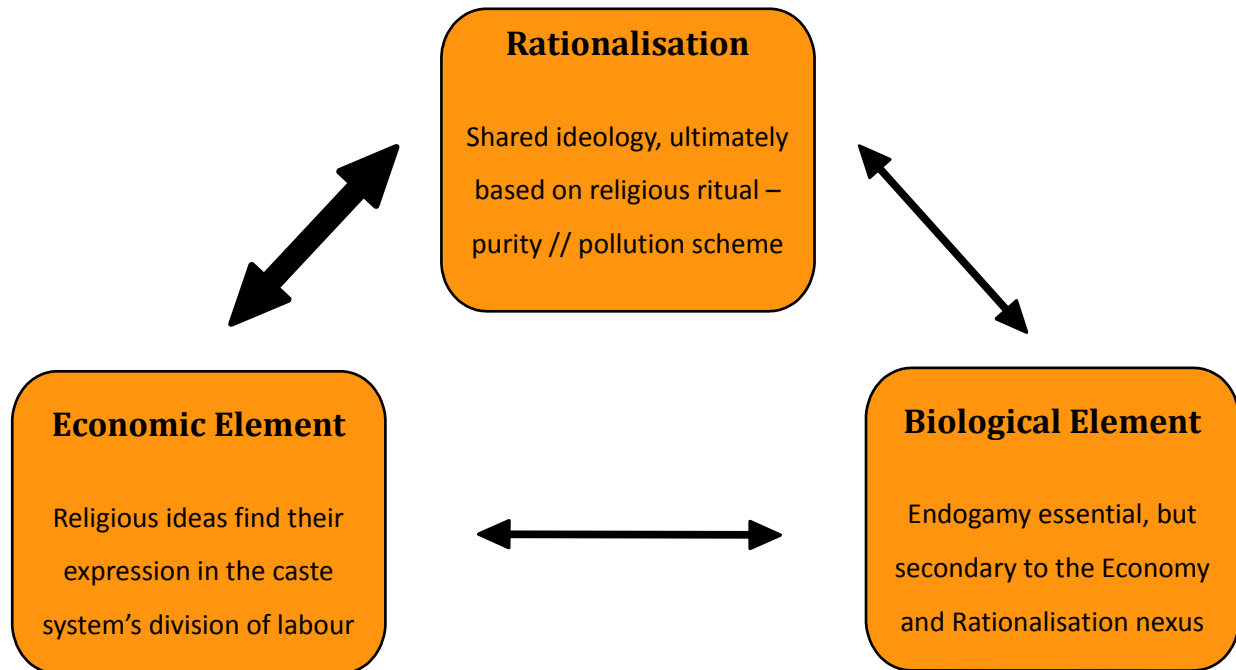 Rationalisation
Shared ideology, ultimately
based on religious ritual –
purity // pollution scheme
Economic Element
Religious ideas find their
expression in the caste
system’s division of labour
Biological Element
Endogamy essential, but
secondary to the Economy
and Rationalisation nexus